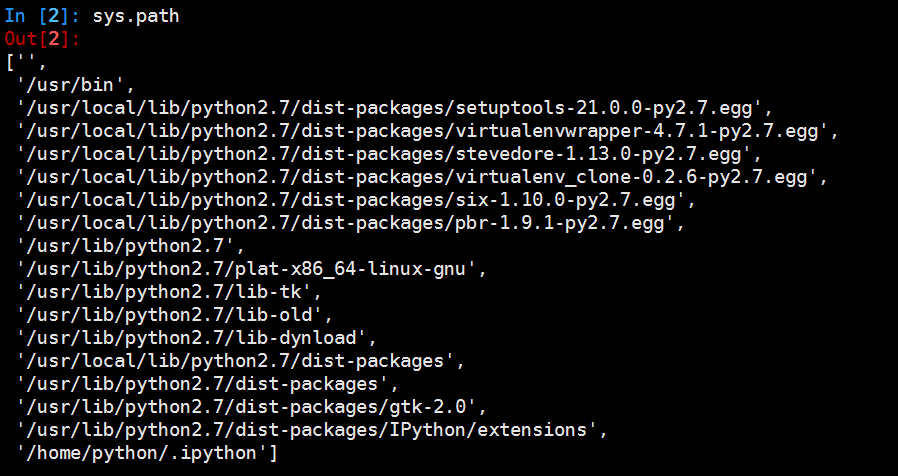 In [2]: sys.path
Out[2]:
['',
 '/usr/bin',
 '/usr/local/lib/python2.7/dist-packages/setuptools-21.0.0-py2.7.egg',
 '/usr/local/lib/python2.7/dist-packages/virtualenvwrapper-4.7.1-py2.7.egg',
 '/usr/local/lib/python2.7/dist-packages/stevedore-1.13.0-py2.7.egg',
 '/usr/local/lib/python2.7/dist-packages/virtualenv_clone-0.2.6-py2.7.egg',
 '/usr/local/lib/python2.7/dist-packages/six-1.10.0-py2.7.egg',
 '/usr/local/lib/python2.7/dist-packages/pbr-1.9.1-py2.7.egg',
 '/usr/lib/python2.7',
 '/usr/lib/python2.7/plat-x86_64-linux-gnu',
 '/usr/lib/python2.7/lib-tk',
 '/usr/lib/python2.7/lib-old',
 '/usr/lib/python2.7/lib-dynload',
 '/usr/local/lib/python2.7/dist-packages',
 '/usr/lib/python2.7/dist-packages',
 '/usr/lib/python2.7/dist-packages/gtk-2.0',
 '/usr/lib/python2.7/dist-packages/IPython/extensions',
 '/home/python/.ipython']